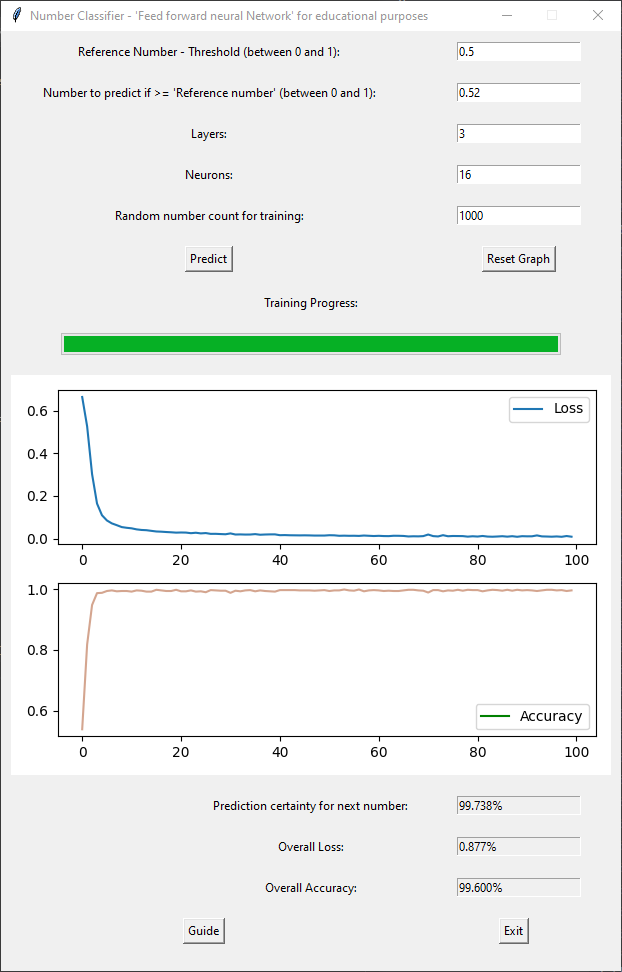 Number Classifier - 'Feed forward neural Network' for educational purposes
Reference Number - Threshold (between 0 and 1): 0.5
Number to predict if >= 'Reference number' (between 0 and 1): 0.52
Layers: 3
Neurons: 16
Random number count for training: 1000
Predict Reset Graph
Training Progress:
Loss
0.6
0.4
0.2
0.0
0 20 40 60 80 100
1.0
0.8
0.6
Accuracy
0 20 40 60 80 100
Prediction certainty for next number: 99.738%
Overall Loss: 0.877%
Overall Accuracy: 99.600%
Guide Exit